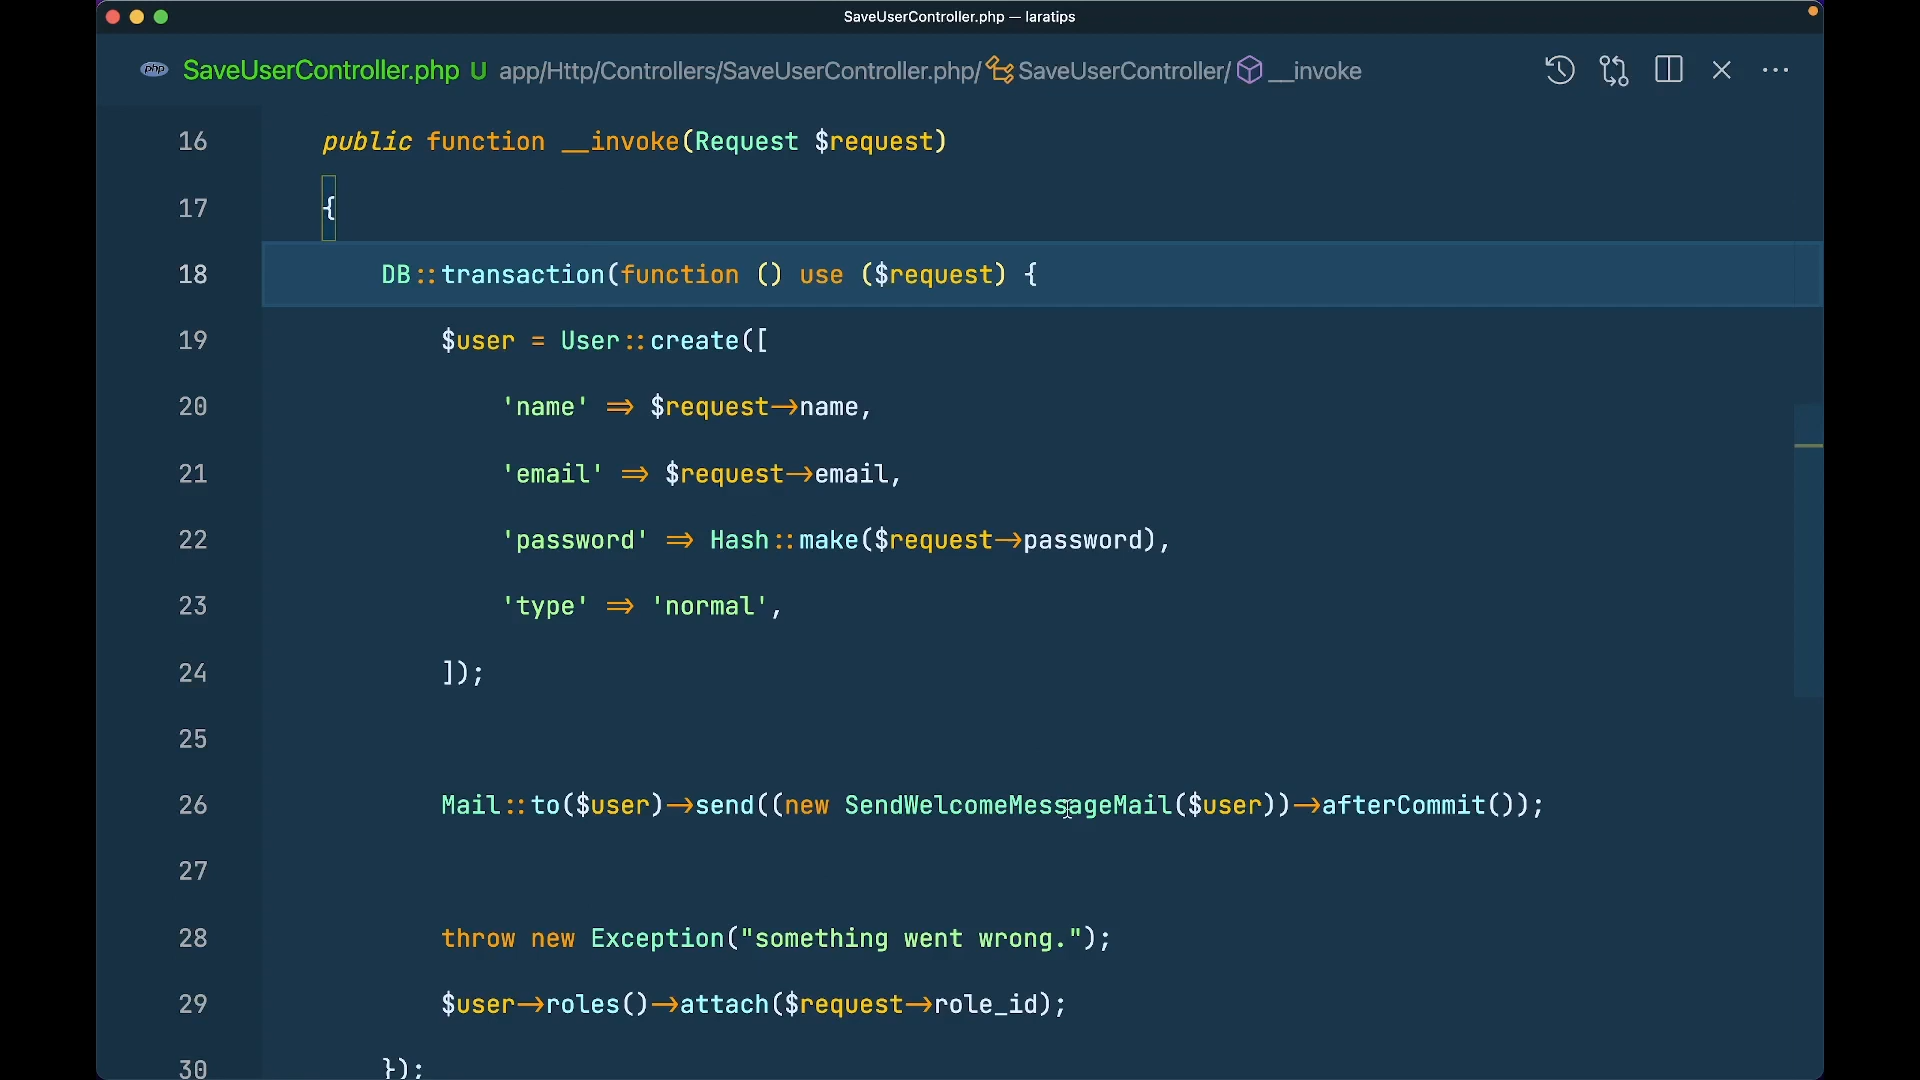 SaveUserController.php — laratips
php SaveUserController.php U app/Http/Controllers/SaveUserController.php/ SaveUserController/ __invoke
16 public function __invoke(Request $request)
17 {
18 DB::transaction(function () use ($request) {
19 $user = User::create([
20 'name' => $request->name,
21 'email' => $request->email,
22 'password' => Hash::make($request->password),
23 'type' => 'normal',
24 ]);
25
26 Mail::to($user)->send((new SendWelcomeMessageMail($user))->afterCommit());
27
28 throw new Exception("something went wrong.");
29 $user->roles()->attach($request->role_id);
30 });